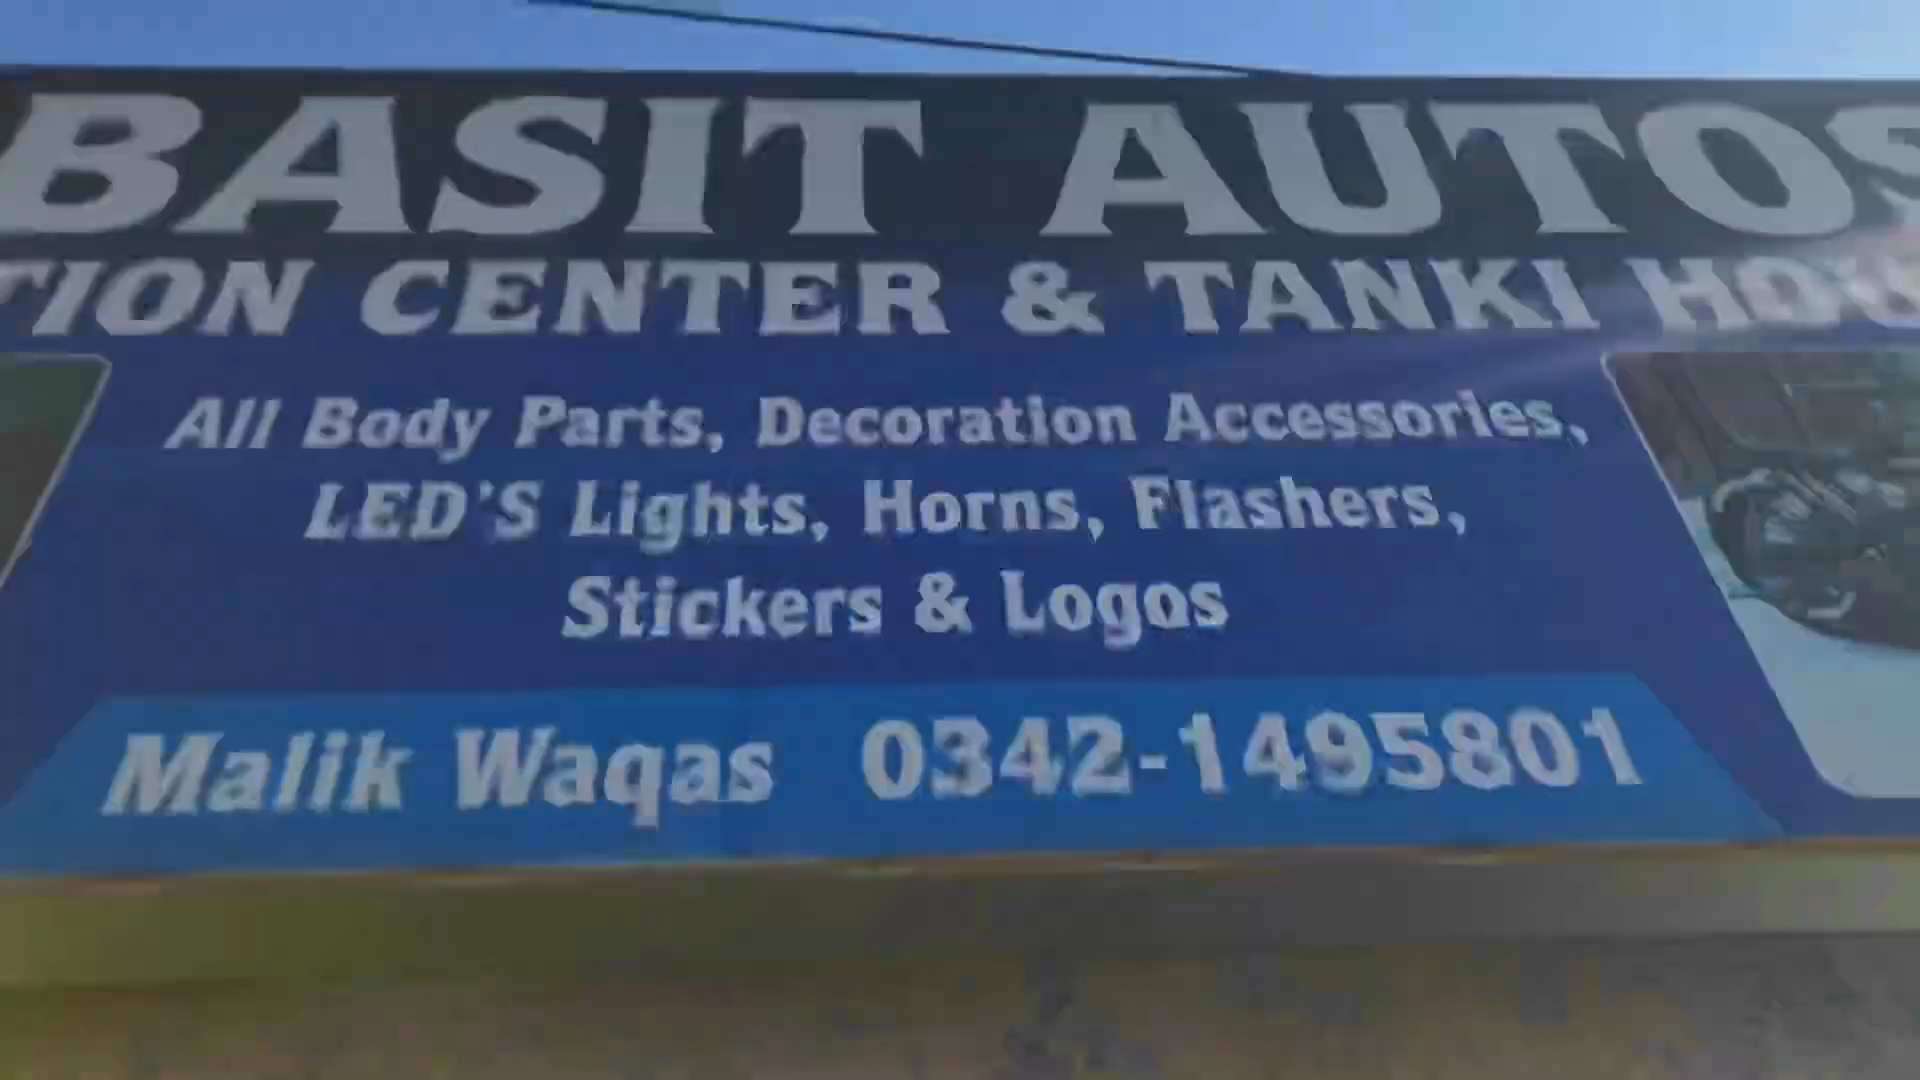 BASIT AUTOS
TION CENTER & TANKI HOU
All Body Parts, Decoration Accessories,
LED'S Lights, Horns, Flashers,
Stickers & Logos
Malik Waqas 0342-1495801